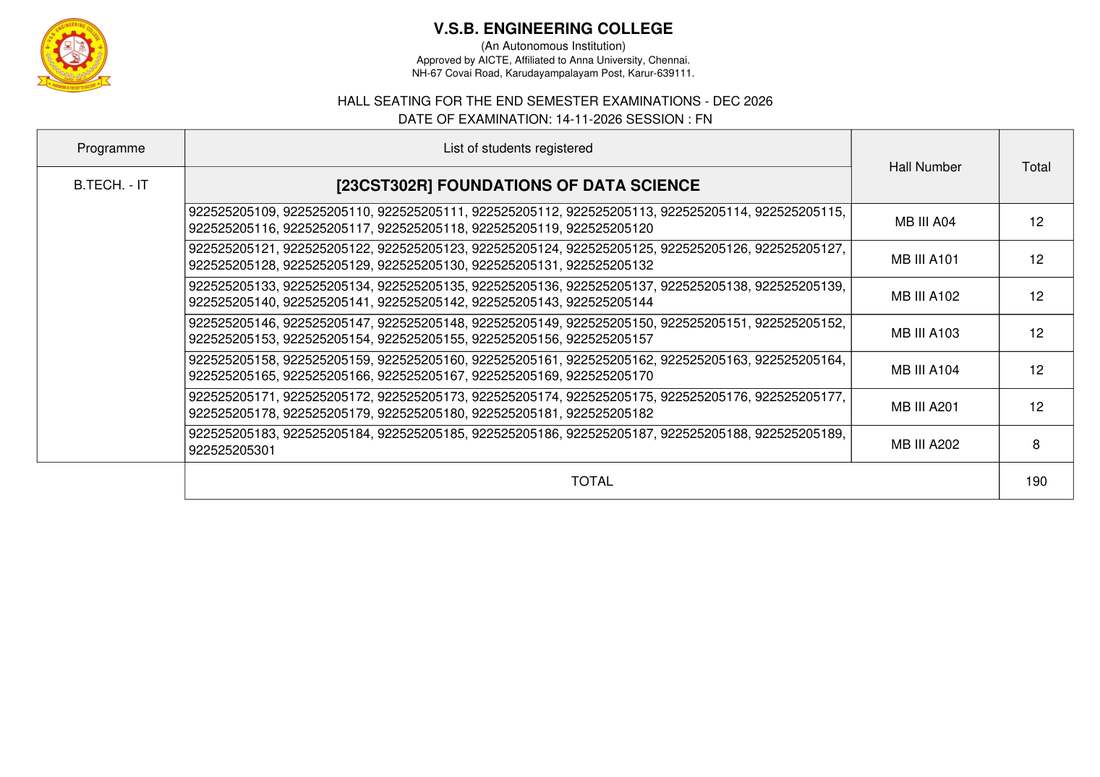 V.S.B. ENGINEERING COLLEGE
(An Autonomous Institution)
Approved by AICTE, Affiliated to Anna University, Chennai.
NH-67 Covai Road, Karudayampalayam Post, Karur-639111.
HALL SEATING FOR THE END SEMESTER EXAMINATIONS - DEC 2026
DATE OF EXAMINATION: 14-11-2026 SESSION : FN
Programme
List of students registered
Hall Number
Total
B.TECH. - IT
[23CST302R] FOUNDATIONS OF DATA SCIENCE
922525205109, 922525205110, 922525205111, 922525205112, 922525205113, 922525205114, 922525205115,
922525205116, 922525205117, 922525205118, 922525205119, 922525205120
MB III A04
12
922525205121, 922525205122, 922525205123, 922525205124, 922525205125, 922525205126, 922525205127,
922525205128, 922525205129, 922525205130, 922525205131, 922525205132
MB III A101
12
922525205133, 922525205134, 922525205135, 922525205136, 922525205137, 922525205138, 922525205139,
922525205140, 922525205141, 922525205142, 922525205143, 922525205144
MB III A102
12
922525205146, 922525205147, 922525205148, 922525205149, 922525205150, 922525205151, 922525205152,
922525205153, 922525205154, 922525205155, 922525205156, 922525205157
MB III A103
12
922525205158, 922525205159, 922525205160, 922525205161, 922525205162, 922525205163, 922525205164,
922525205165, 922525205166, 922525205167, 922525205169, 922525205170
MB III A104
12
922525205171, 922525205172, 922525205173, 922525205174, 922525205175, 922525205176, 922525205177,
922525205178, 922525205179, 922525205180, 922525205181, 922525205182
MB III A201
12
922525205183, 922525205184, 922525205185, 922525205186, 922525205187, 922525205188, 922525205189,
922525205301
MB III A202
8
TOTAL
190